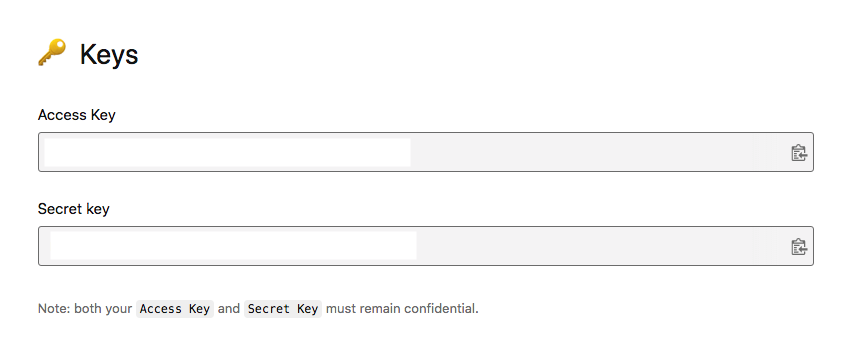 Keys
Access Key
Secret key
Note: both your Access Key and Secret Key must remain confidential.